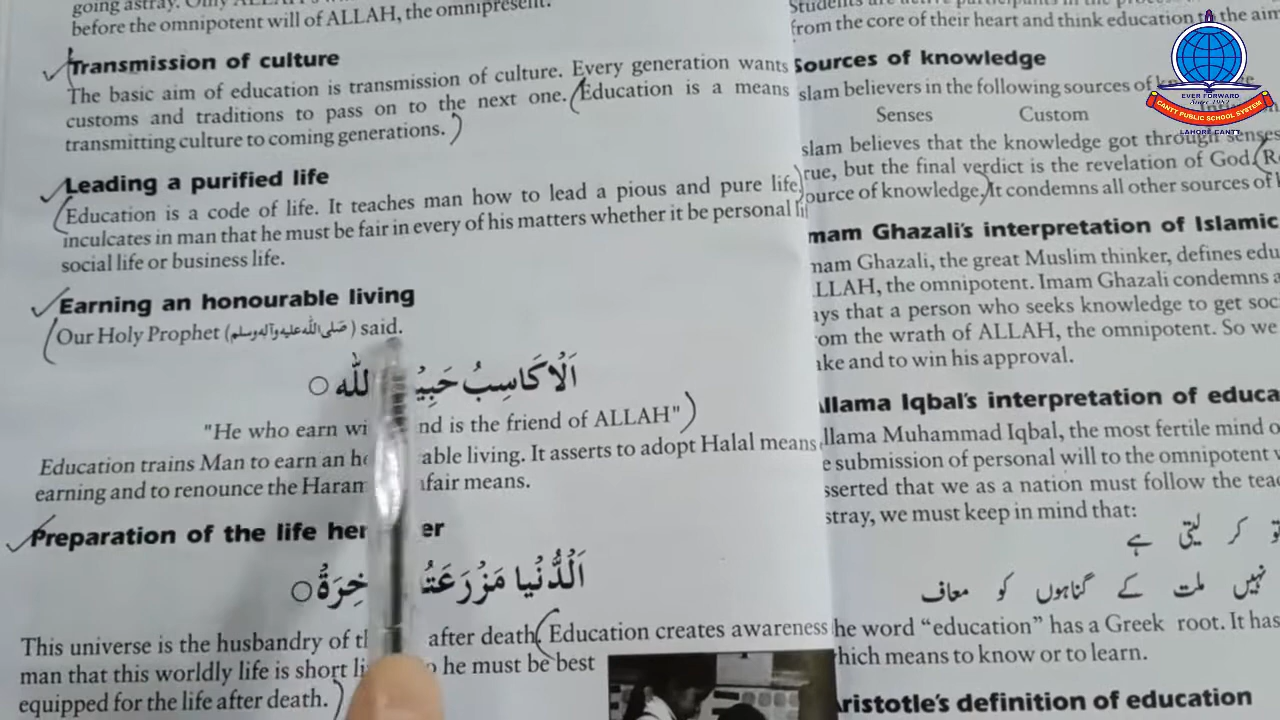 going astray.
before the omnipotent will of ALLAH, the omnipresent.
Transmission of culture
The basic aim of education is transmission of culture. Every generation wants
customs and traditions to pass on to the next one. Education is a means
transmitting culture to coming generations.
Leading a purified life
Education is a code of life. It teaches man how to lead a pious and pure life
inculcates in man that he must be fair in every of his matters whether it be personal
social life or business life.
Earning an honourable living
Our Holy Prophet (صَلی اللہ علیہ وآلہ وسلم) said.
اَلْاکَاسِبُ حَبِیْ للّٰه
"He who earn wi nd is the friend of ALLAH"
Education trains Man to earn an h able living. It asserts to adopt Halal means
earning and to renounce the Haram fair means.
Preparation of the life her er
اَلْدُّنْیا مَزْرَعَتُ خِرَةُ
This universe is the husbandry of t after death. Education creates awareness
man that this worldly life is short li he must be best
equipped for the life after death.
Students are active participants in the
from the core of their heart and think education the aim
Sources of knowledge
slam believers in the following sources of
Senses Custom
slam believes that the knowledge got through senses
rue, but the final verdict is the revelation of God. R
ource of knowledge. It condemns all other sources of
mam Ghazali's interpretation of Islamic
mam Ghazali, the great Muslim thinker, defines edu
LLAH, the omnipotent. Imam Ghazali condemns a
ays that a person who seeks knowledge to get soc
om the wrath of ALLAH, the omnipotent. So we
ake and to win his approval.
llama Iqbal's interpretation of educa
llama Muhammad Iqbal, the most fertile mind o
e submission of personal will to the omnipotent
sserted that we as a nation must follow the tea
stray, we must keep in mind that:
تو کر لیتی ہے
نہیں ملت کے گناہوں کو معاف
he word “education” has a Greek root. It has
hich means to know or to learn.
Aristotle's definition of education
EVER FORWARD
Since 1982
CANTT PUBLIC SCHOOL SYSTEM
LAHORE CANTT.